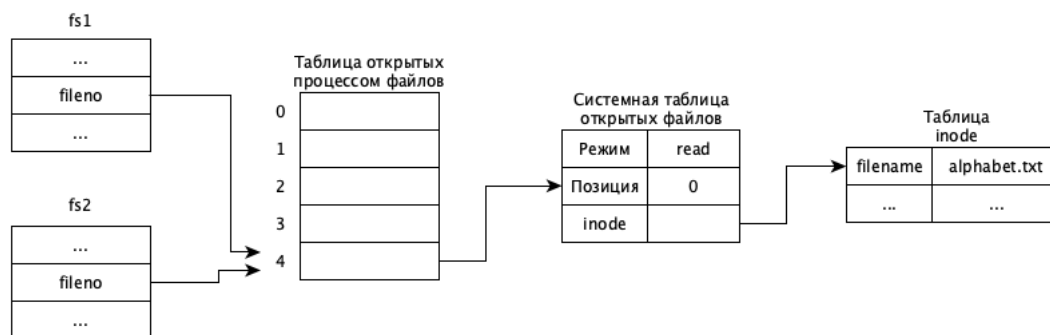 fs1
...
fileno
...
fs2
...
fileno
...
Таблица открытых
процессом файлов
0
1
2
3
4
Системная таблица
открытых файлов
Режим read
Позиция 0
inode
Таблица
inode
filename alphabet.txt
... ...